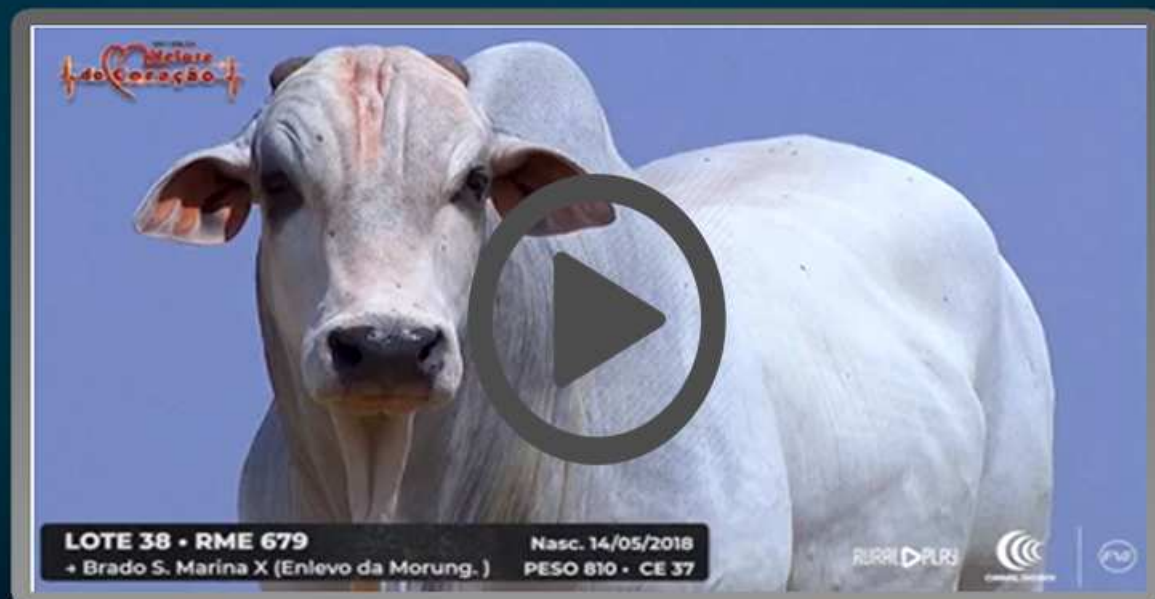 Nelore
do Coração
LOTE 38 • RME 679
Nasc. 14/05/2018
+ Brado S. Marina X (Enlevo da Morung. )
PESO 810 • CE 37
RURAL PLAY